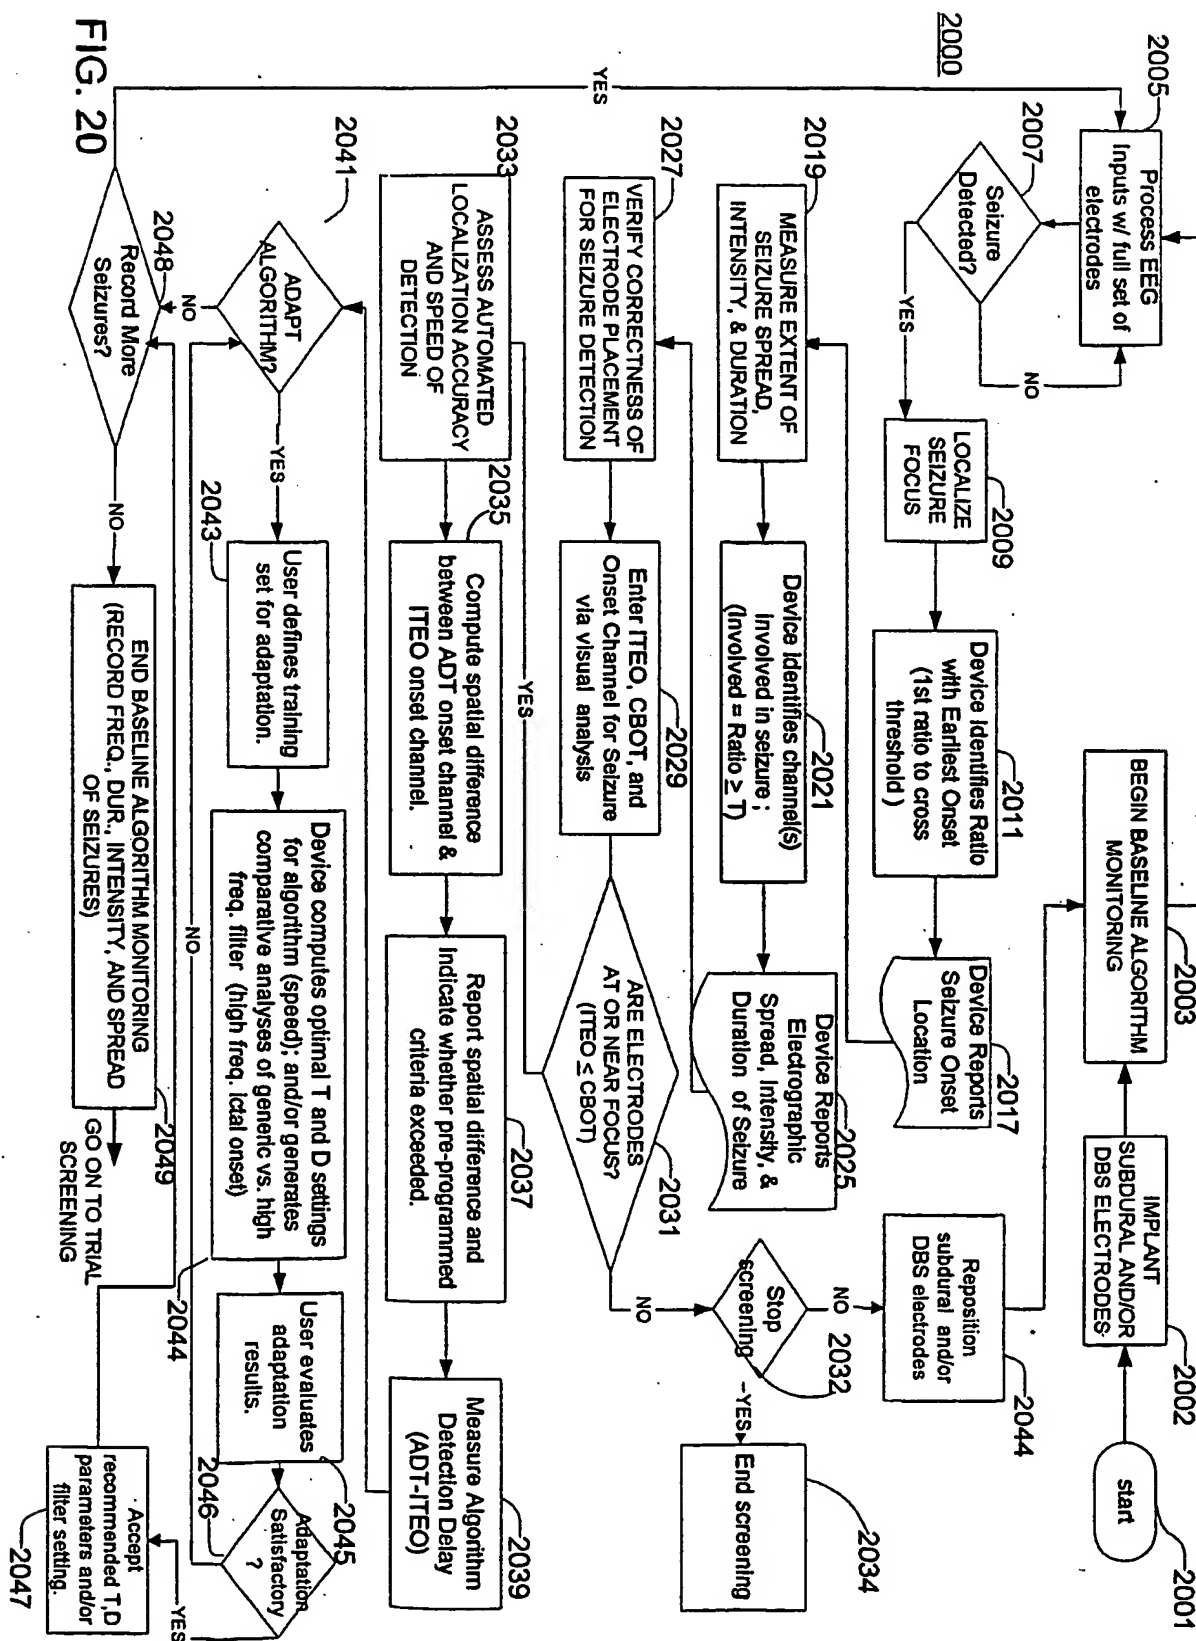 2000
start
2001
IMPLANT
SUBDURAL AND/OR
DBS ELECTRODES
2002
BEGIN BASELINE ALGORITHM
MONITORING
2003
2005
Process EEG
Inputs w/ full set of
electrodes
2007
Seizure
Detected?
NO
YES
LOCALIZE
SEIZURE
FOCUS
2009
Device Identifies Ratio
with Earliest Onset
(1st ratio to cross
threshold )
2011
Device Reports
Seizure Onset
Location
2017
2019
MEASURE EXTENT OF
SEIZURE SPREAD,
INTENSITY, & DURATION
Device Identifies channel(s)
involved in seizure ;
(Involved = Ratio ≥ T)
2021
Device Reports
Electrographic
Spread, Intensity, &
Duration of Seizure
2025
2027
VERIFY CORRECTNESS OF
ELECTRODE PLACEMENT
FOR SEIZURE DETECTION
Enter ITEO, CBOT, and
Onset Channel for Seizure
via visual analysis
2029
ARE ELECTRODES
AT OR NEAR FOCUS?
(ITEO ≤ CBOT)
2031
YES
NO
Stop
screening
2032
NO
YES
Reposition
subdural and/or
DBS electrodes
2044
End screening
2034
2033
ASSESS AUTOMATED
LOCALIZATION ACCURACY
AND SPEED OF
DETECTION
2035
Compute spatial difference
between ADT onset channel &
ITEO onset channel.
Report spatial difference and
indicate whether pre-programmed
criteria exceeded.
2037
Measure Algorithm
Detection Delay
(ADT-ITEO)
2039
2041
ADAPT
ALGORITHM?
NO
YES
User defines training
set for adaptation.
2043
Device computes optimal T and D settings
for algorithm (speed); and/or generates
comparative analyses of generic vs. high
freq. filter (high freq. ictal onset)
2044
User evaluates
adaptation
results.
2045
Adaptation
Satisfactory
?
2046
NO
YES
Accept
recommended T,D
parameters and/or
filter setting.
2047
2048
Record More
Seizures?
YES
NO
END BASELINE ALGORITHM MONITORING
(RECORD FREQ., DUR., INTENSITY, AND SPREAD
OF SEIZURES)
2049
GO ON TO TRIAL
SCREENING
FIG. 20